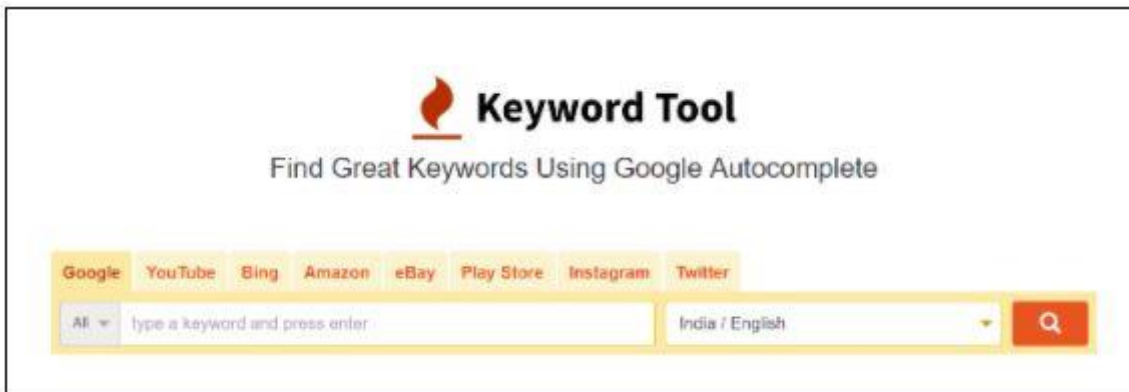 Keyword Tool
Find Great Keywords Using Google Autocomplete
Google YouTube Bing Amazon eBay Play Store Instagram Twitter
All type a keyword and press enter India / English